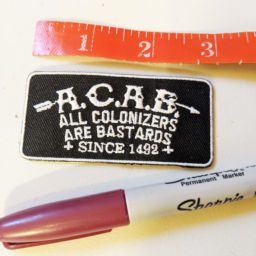 1 2 3
A.C.A.B.
ALL COLONIZERS
ARE BASTARDS
+ SINCE 1492 +
Permanent Marker
Sharpie